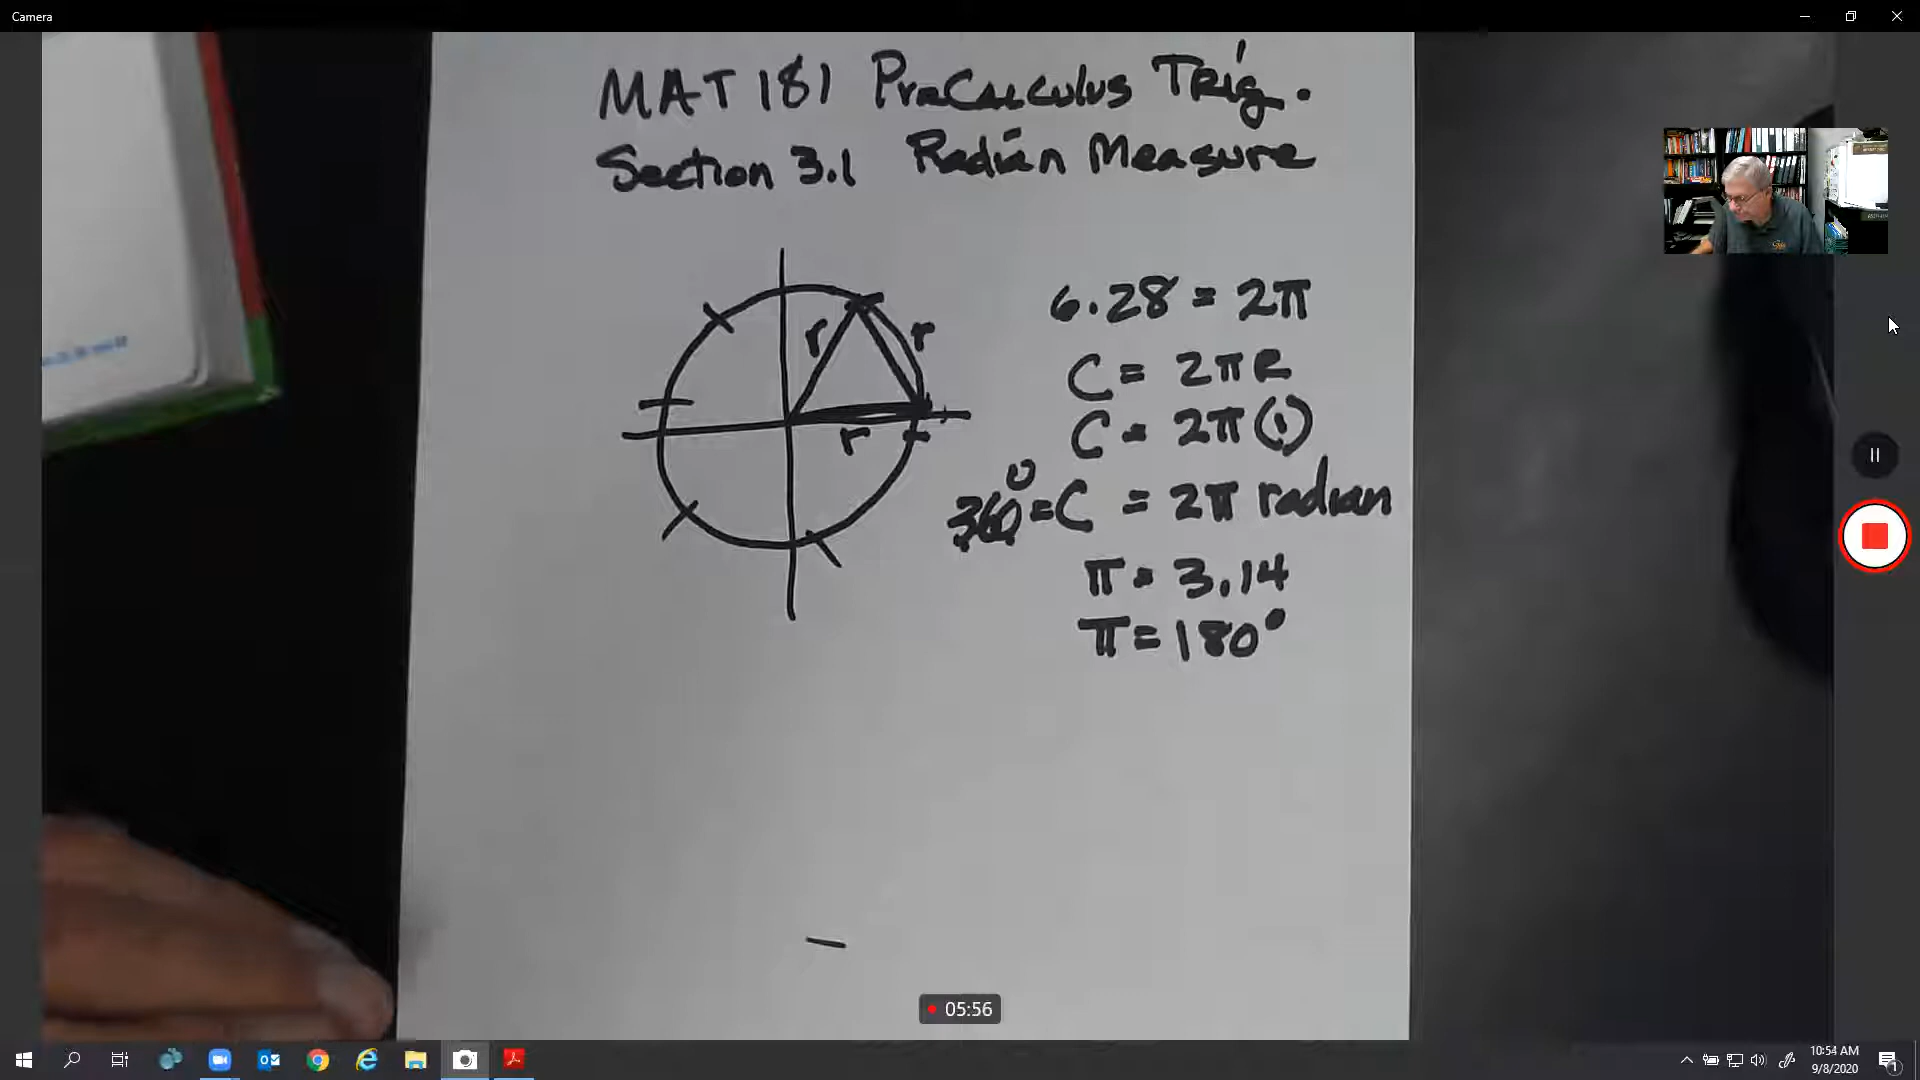 Camera
MAT 181 PreCalculus Trig.
Section 3.1 Radian Measure
r r
r
6.28 = 2π
C = 2πR
C = 2π(1)
360° = C = 2π radian
π = 3.14
π = 180°
05:56
10:54 AM
9/8/2020
1